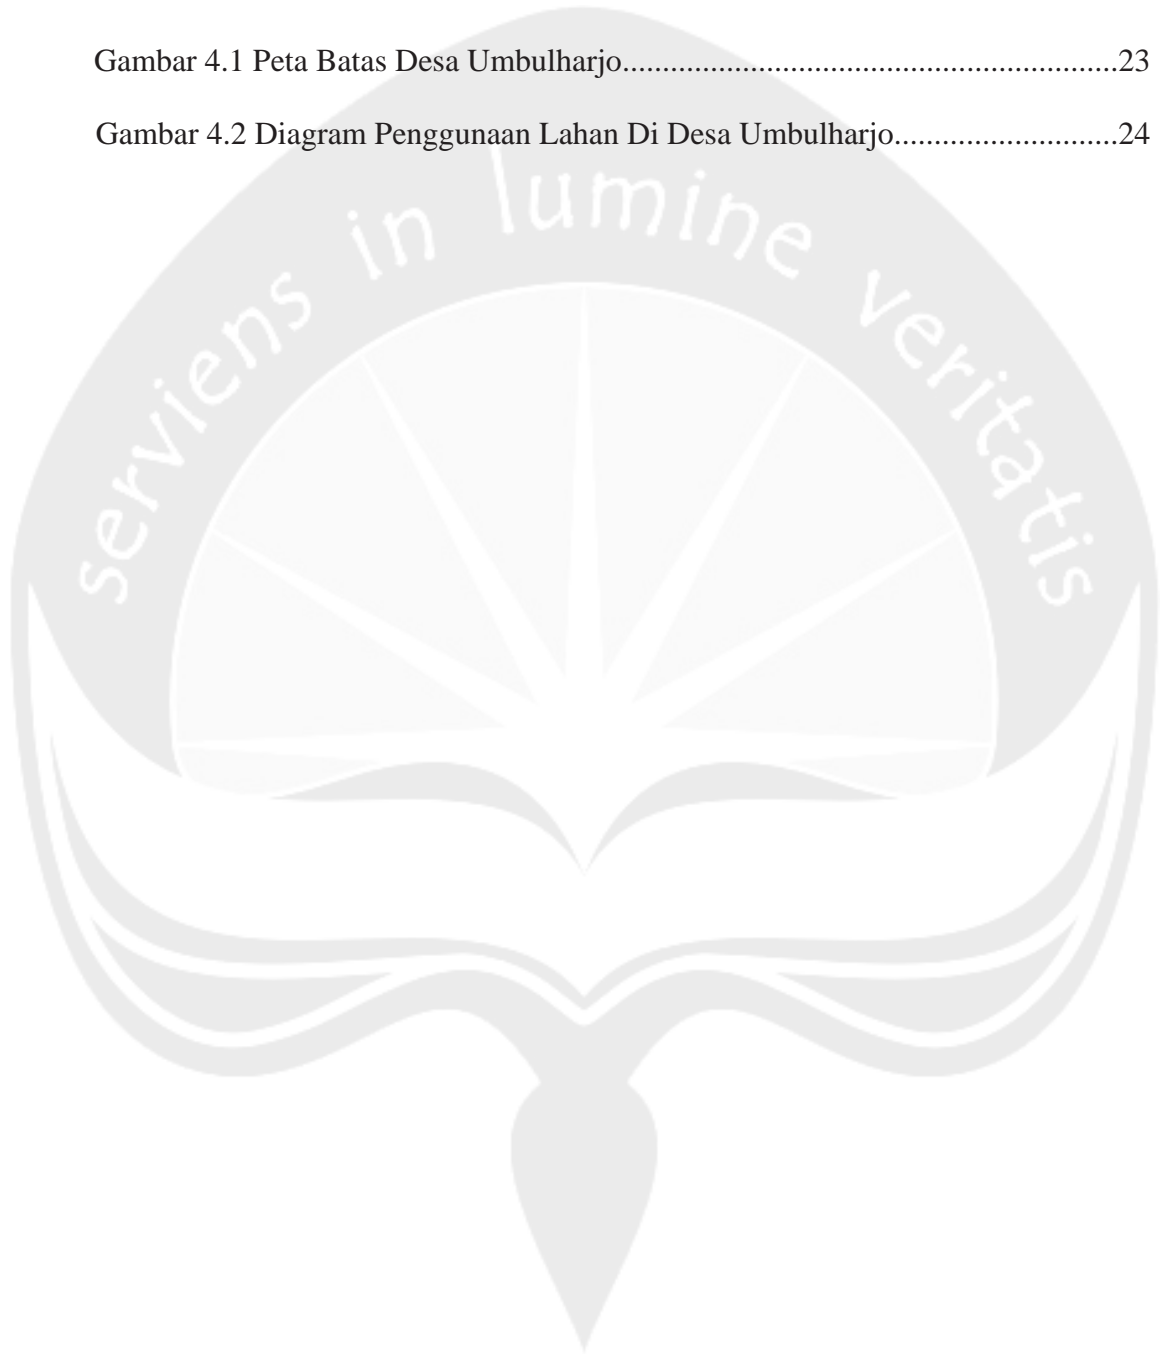 Gambar 4.1 Peta Batas Desa Umbulharjo.............................................................23
Gambar 4.2 Diagram Penggunaan Lahan Di Desa Umbulharjo............................24
serviens in lumine veritatis